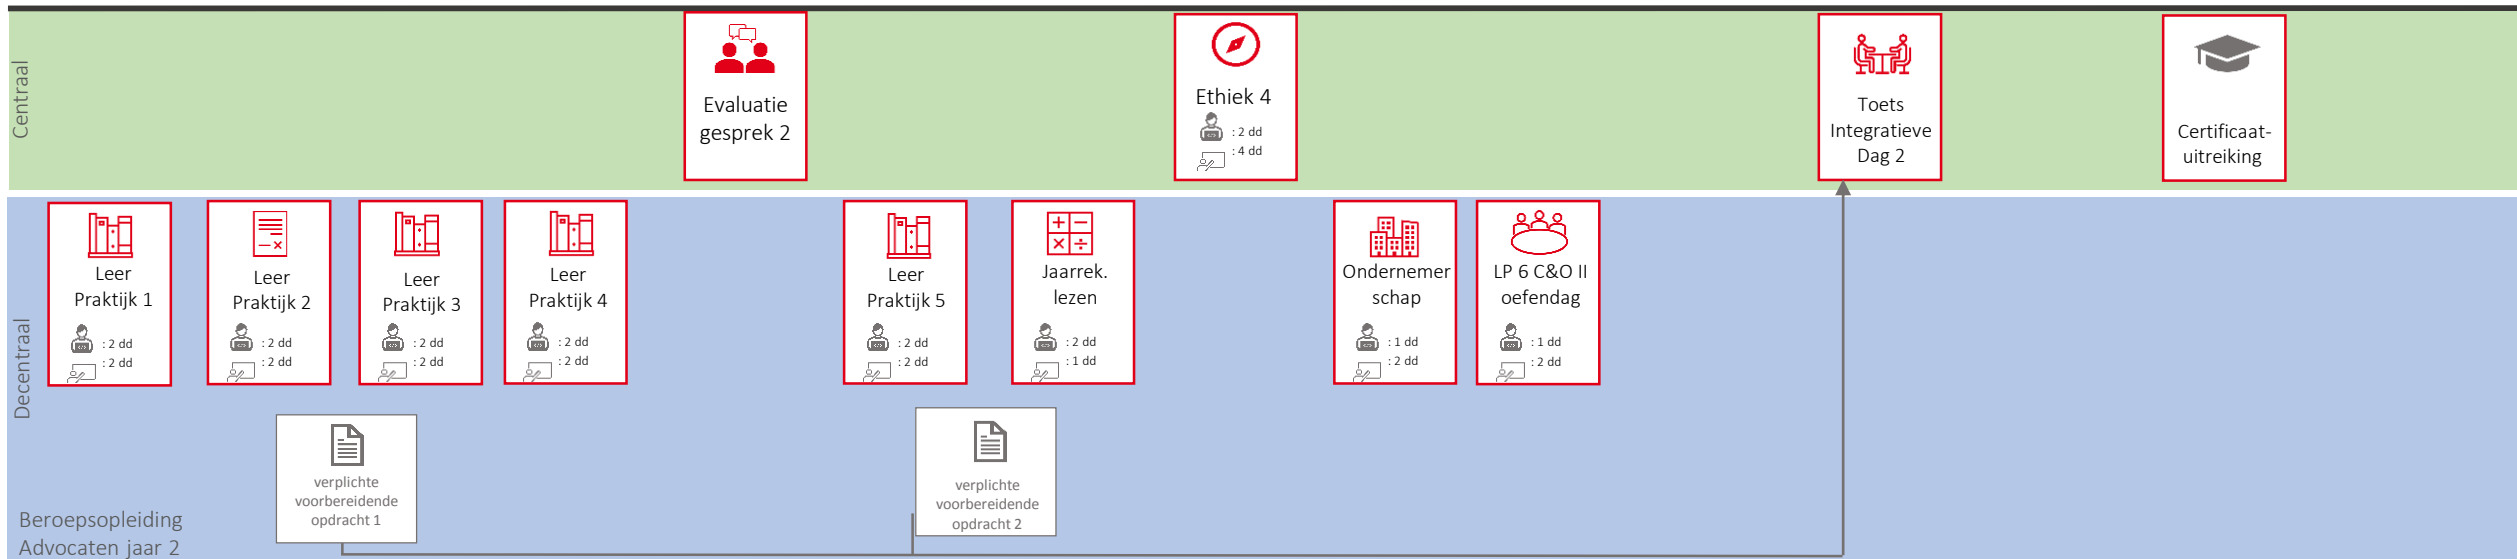 Centraal
Evaluatie
gesprek 2
Ethiek 4
: 2 dd
: 4 dd
Toets
Integratieve
Dag 2
Certificaat-
uitreiking
Decentraal
Leer
Praktijk 1
: 2 dd
: 2 dd
Leer
Praktijk 2
: 2 dd
: 2 dd
Leer
Praktijk 3
: 2 dd
: 2 dd
Leer
Praktijk 4
: 2 dd
: 2 dd
Leer
Praktijk 5
: 2 dd
: 2 dd
Jaarrek.
lezen
: 2 dd
: 1 dd
Ondernemer
schap
: 1 dd
: 2 dd
LP 6 C&O II
oefendag
: 1 dd
: 2 dd
verplichte
voorbereidende
opdracht 1
verplichte
voorbereidende
opdracht 2
Beroepsopleiding
Advocaten jaar 2